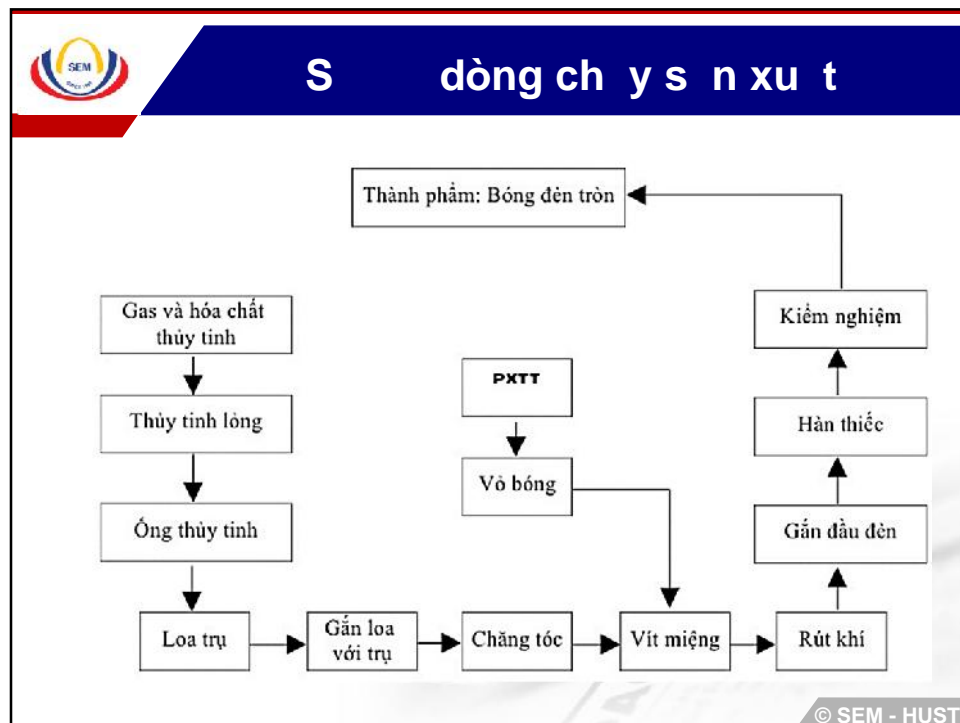 SEM
S dòng ch y s n xu t
Thành phẩm: Bóng đèn tròn
Gas và hóa chất
thủy tinh
Kiểm nghiệm
PXTT
Thủy tinh lỏng
Hàn thiếc
Vỏ bóng
Ống thủy tinh
Gắn đầu đèn
Loa trụ
Gắn loa
với trụ
Chăng tóc
Vít miệng
Rút khí
© SEM - HUST